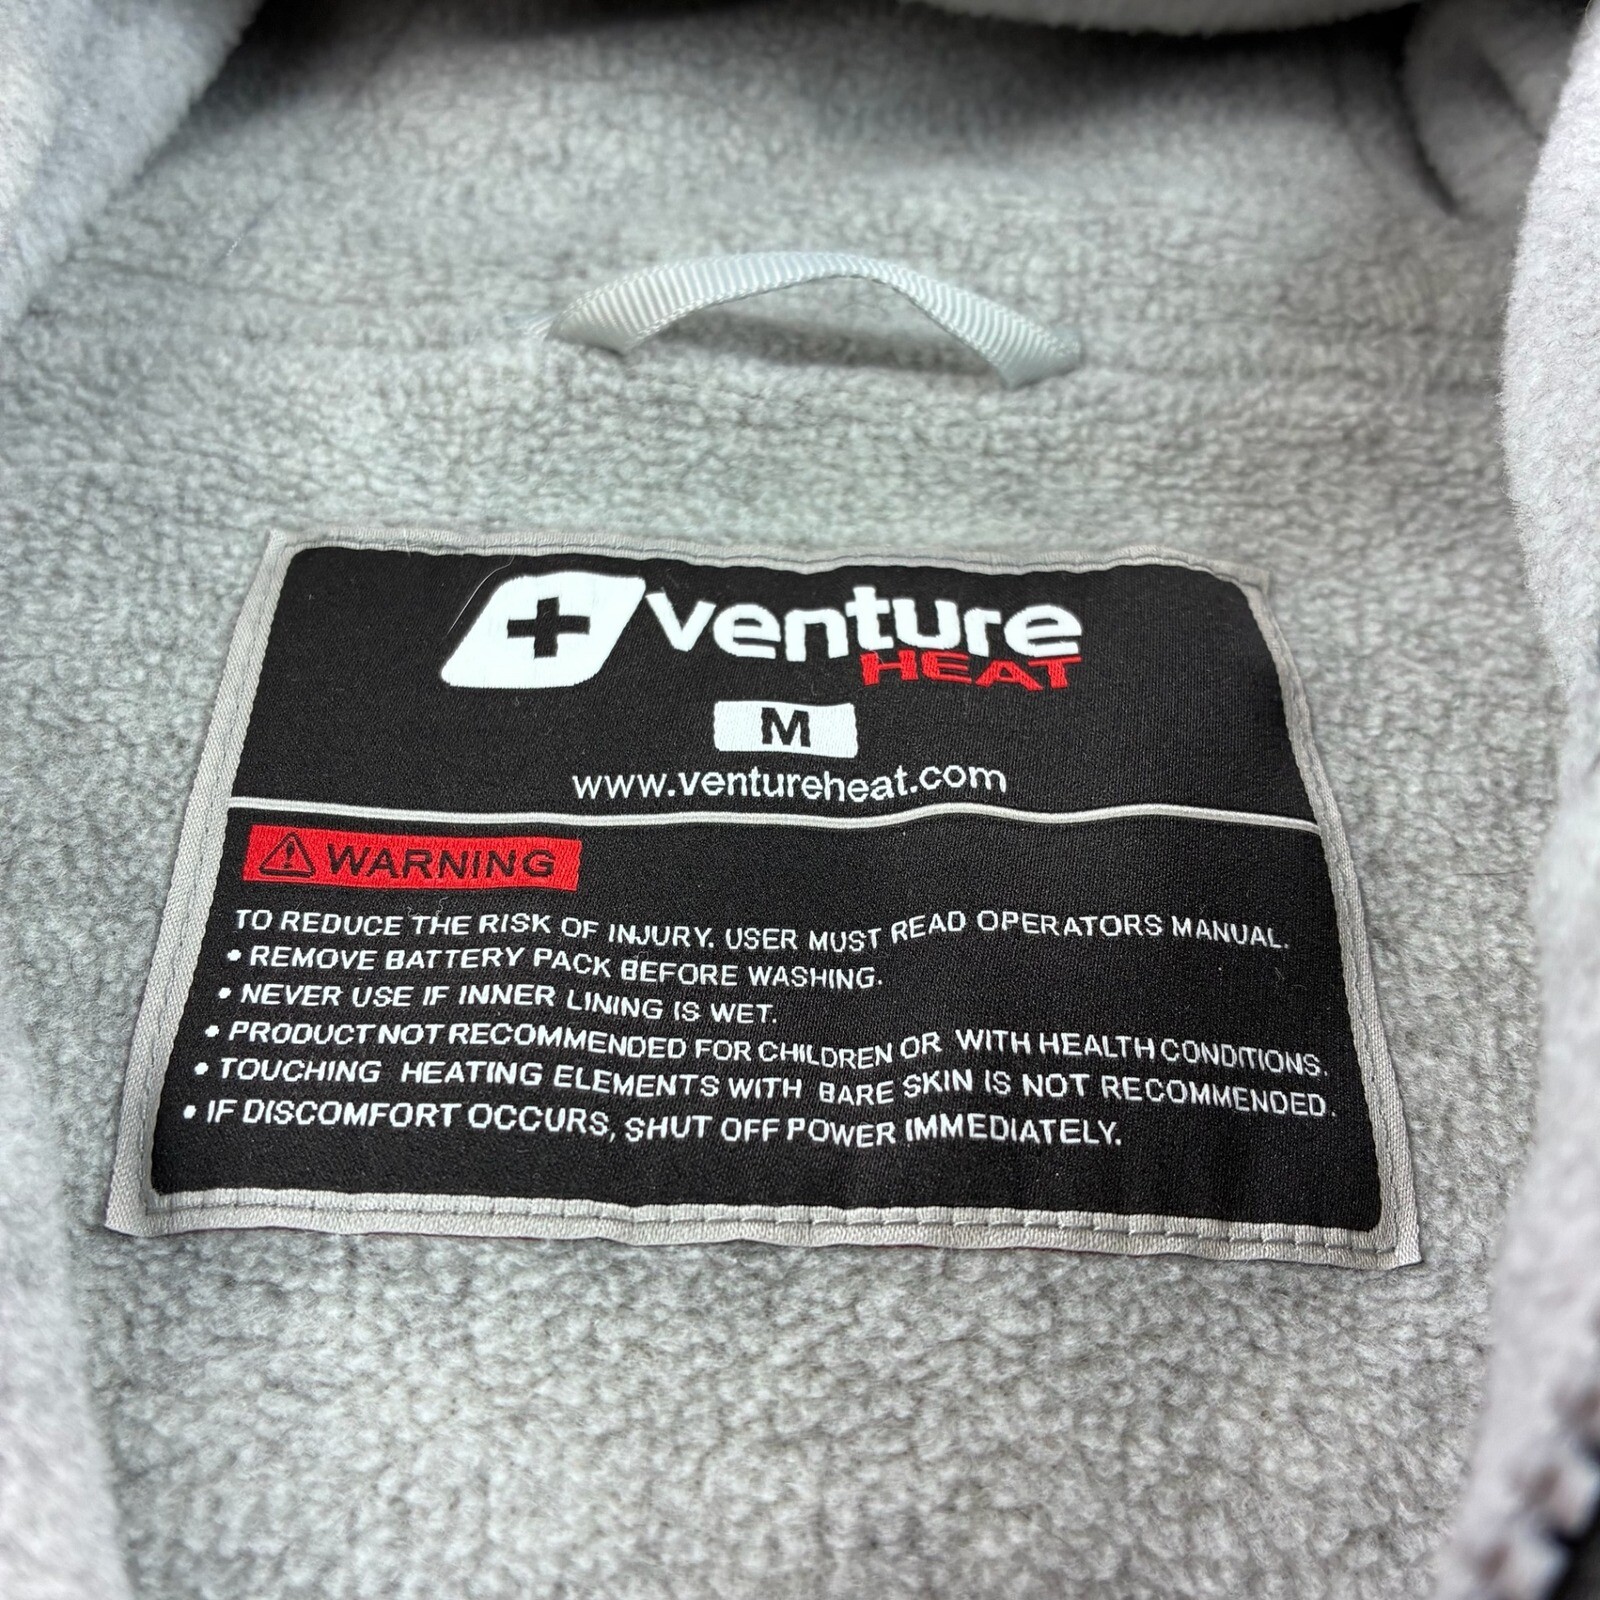 venture
HEAT
M
www.ventureheat.com
WARNING
TO REDUCE THE RISK OF INJURY. USER MUST READ OPERATORS MANUAL.
• REMOVE BATTERY PACK BEFORE WASHING.
• NEVER USE IF INNER LINING IS WET.
• PRODUCT NOT RECOMMENDED FOR CHILDREN OR WITH HEALTH CONDITIONS.
• TOUCHING HEATING ELEMENTS WITH BARE SKIN IS NOT RECOMMENDED.
• IF DISCOMFORT OCCURS, SHUT OFF POWER IMMEDIATELY.